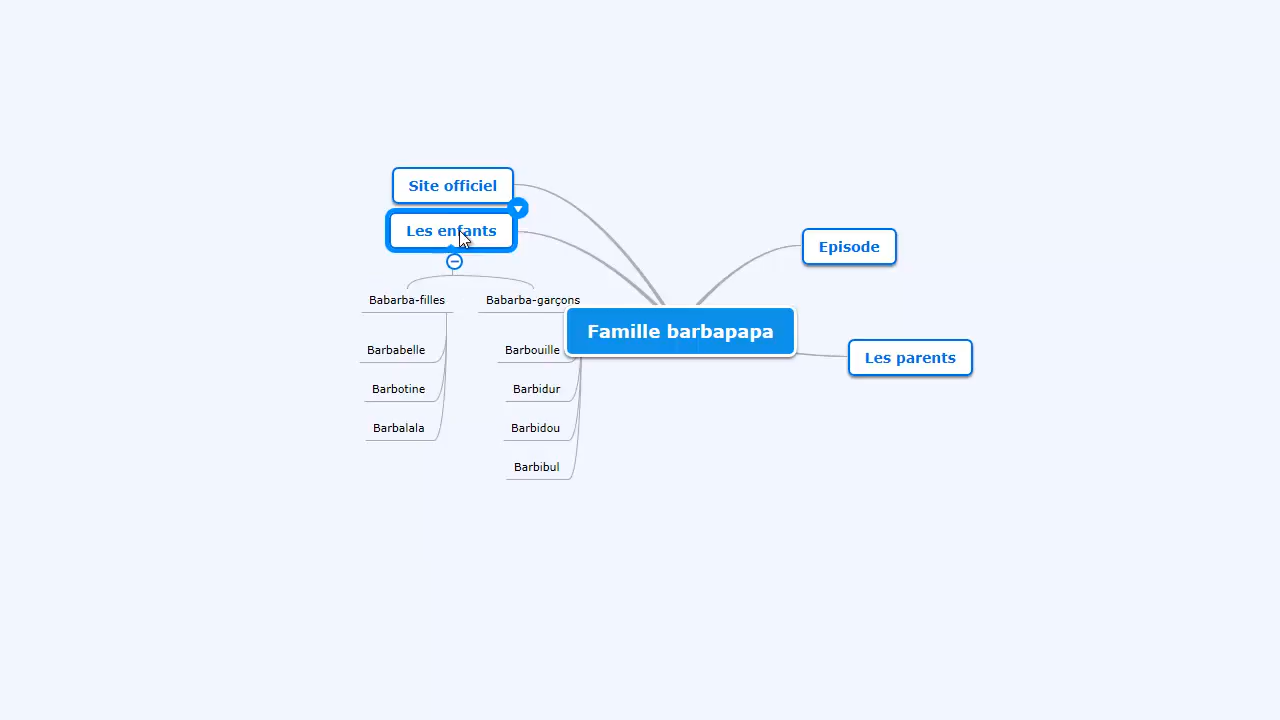 Site officiel
Les enfants
Episode
Babarba-filles
Babarba-garçons
Famille barbapapa
Barbabelle
Barbouille
Les parents
Barbotine
Barbidur
Barbalala
Barbidou
Barbibul